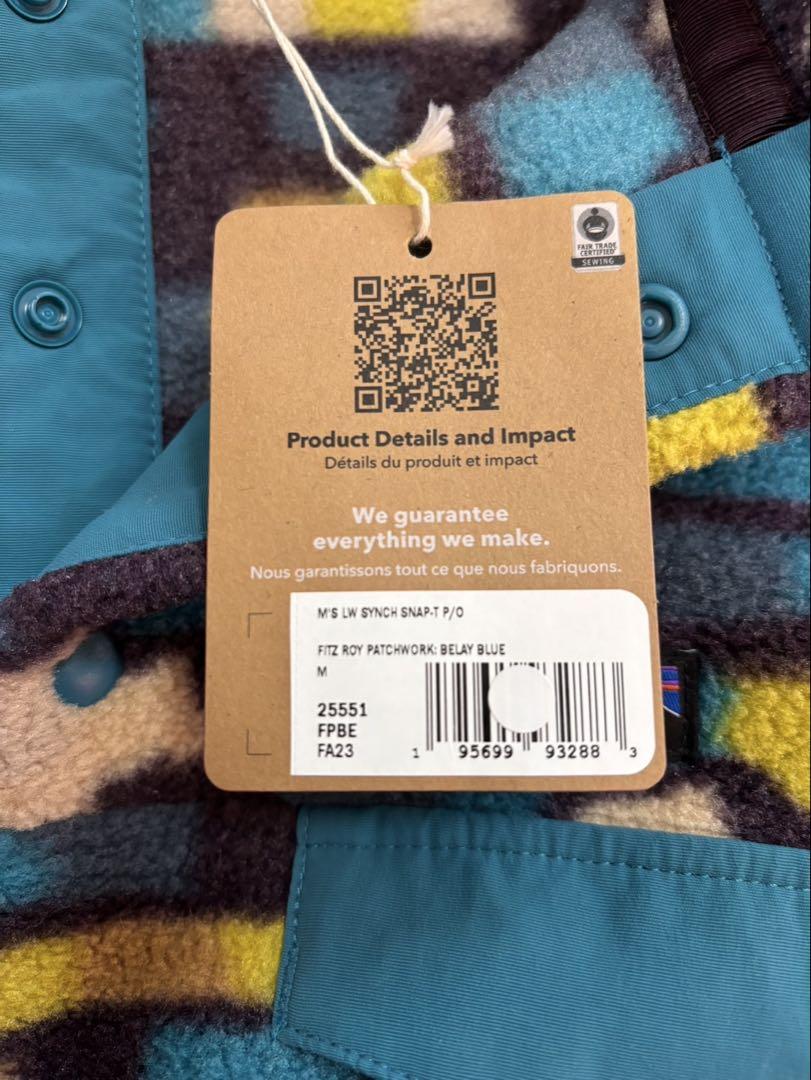 FAIR TRADE
CERTIFIED
SEWING
Product Details and Impact
Détails du produit et impact
We guarantee
everything we make.
Nous garantissons tout ce que nous fabriquons.
M'S LW SYNCH SNAP-T P/O
FITZ ROY PATCHWORK: BELAY BLUE
M
25551
FPBE
FA23
1 95699 93288 3